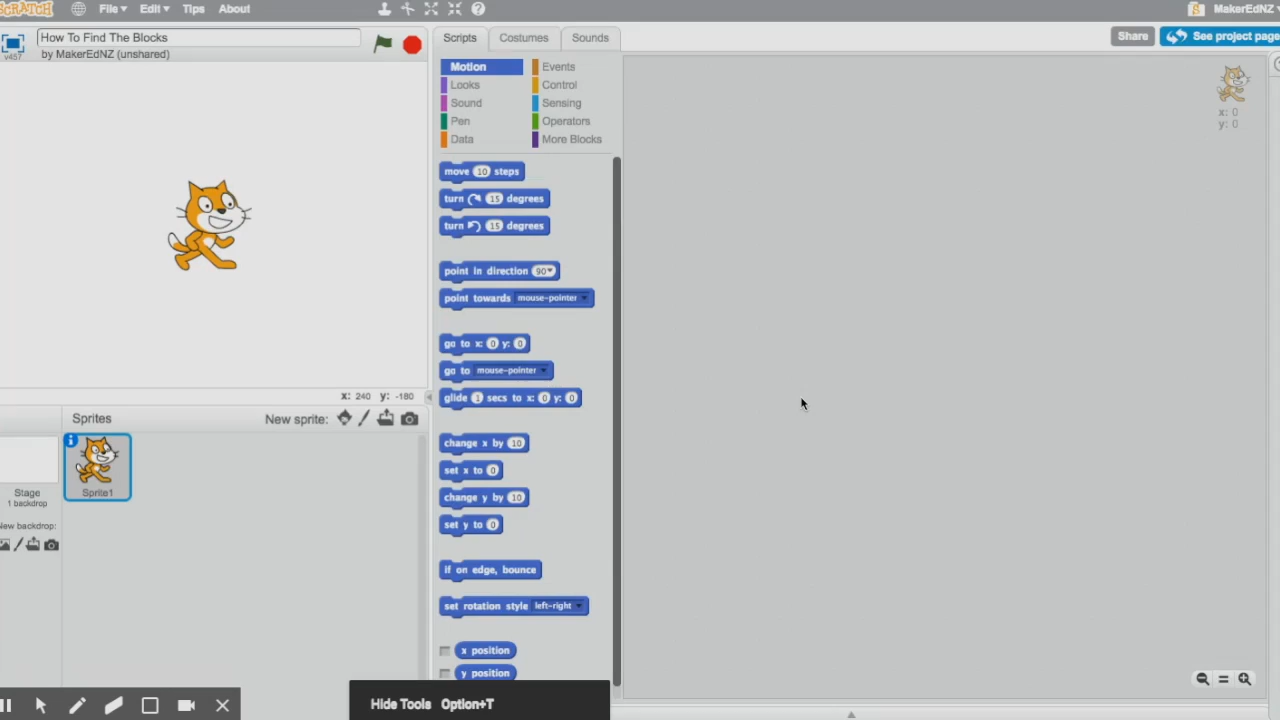 SCRATCH File Edit Tips About MakerEdNZ
How To Find The Blocks
by MakerEdNZ (unshared)
v457
Scripts Costumes Sounds
Share See project page
Motion
Looks
Sound
Pen
Data
Events
Control
Sensing
Operators
More Blocks
x: 0
y: 0
move 10 steps
turn 15 degrees
turn 15 degrees
point in direction 90
point towards mouse-pointer
go to x: 0 y: 0
go to mouse-pointer
glide 1 secs to x: 0 y: 0
change x by 10
set x to 0
change y by 10
set y to 0
if on edge, bounce
set rotation style left-right
x position
y position
x: 240 y: -180
Sprites New sprite:
Sprite1
Stage
1 backdrop
New backdrop:
Hide Tools Option+T